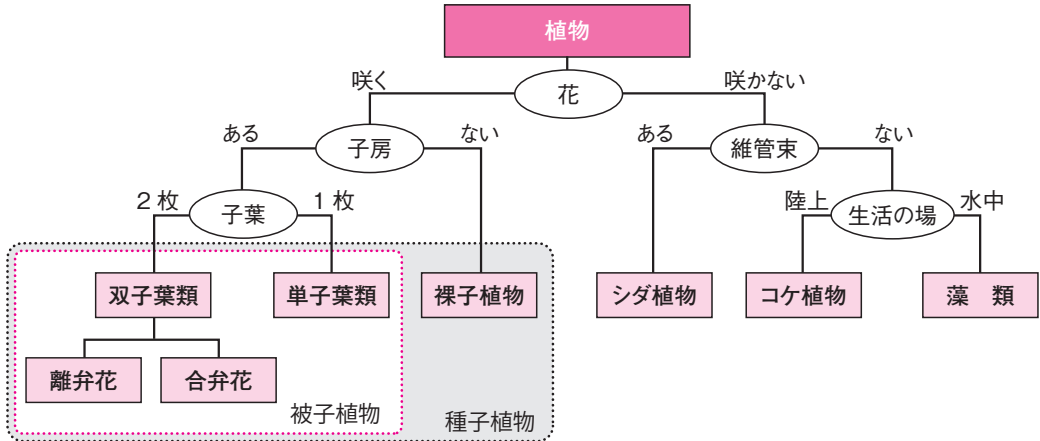 植物
花
咲く
咲かない
ある
子房
ない
ある
維管束
ない
2 枚
子葉
1 枚
陸上
生活の場
水中
双子葉類
単子葉類
裸子植物
シダ植物
コケ植物
藻　類
離弁花
合弁花
被子植物
種子植物